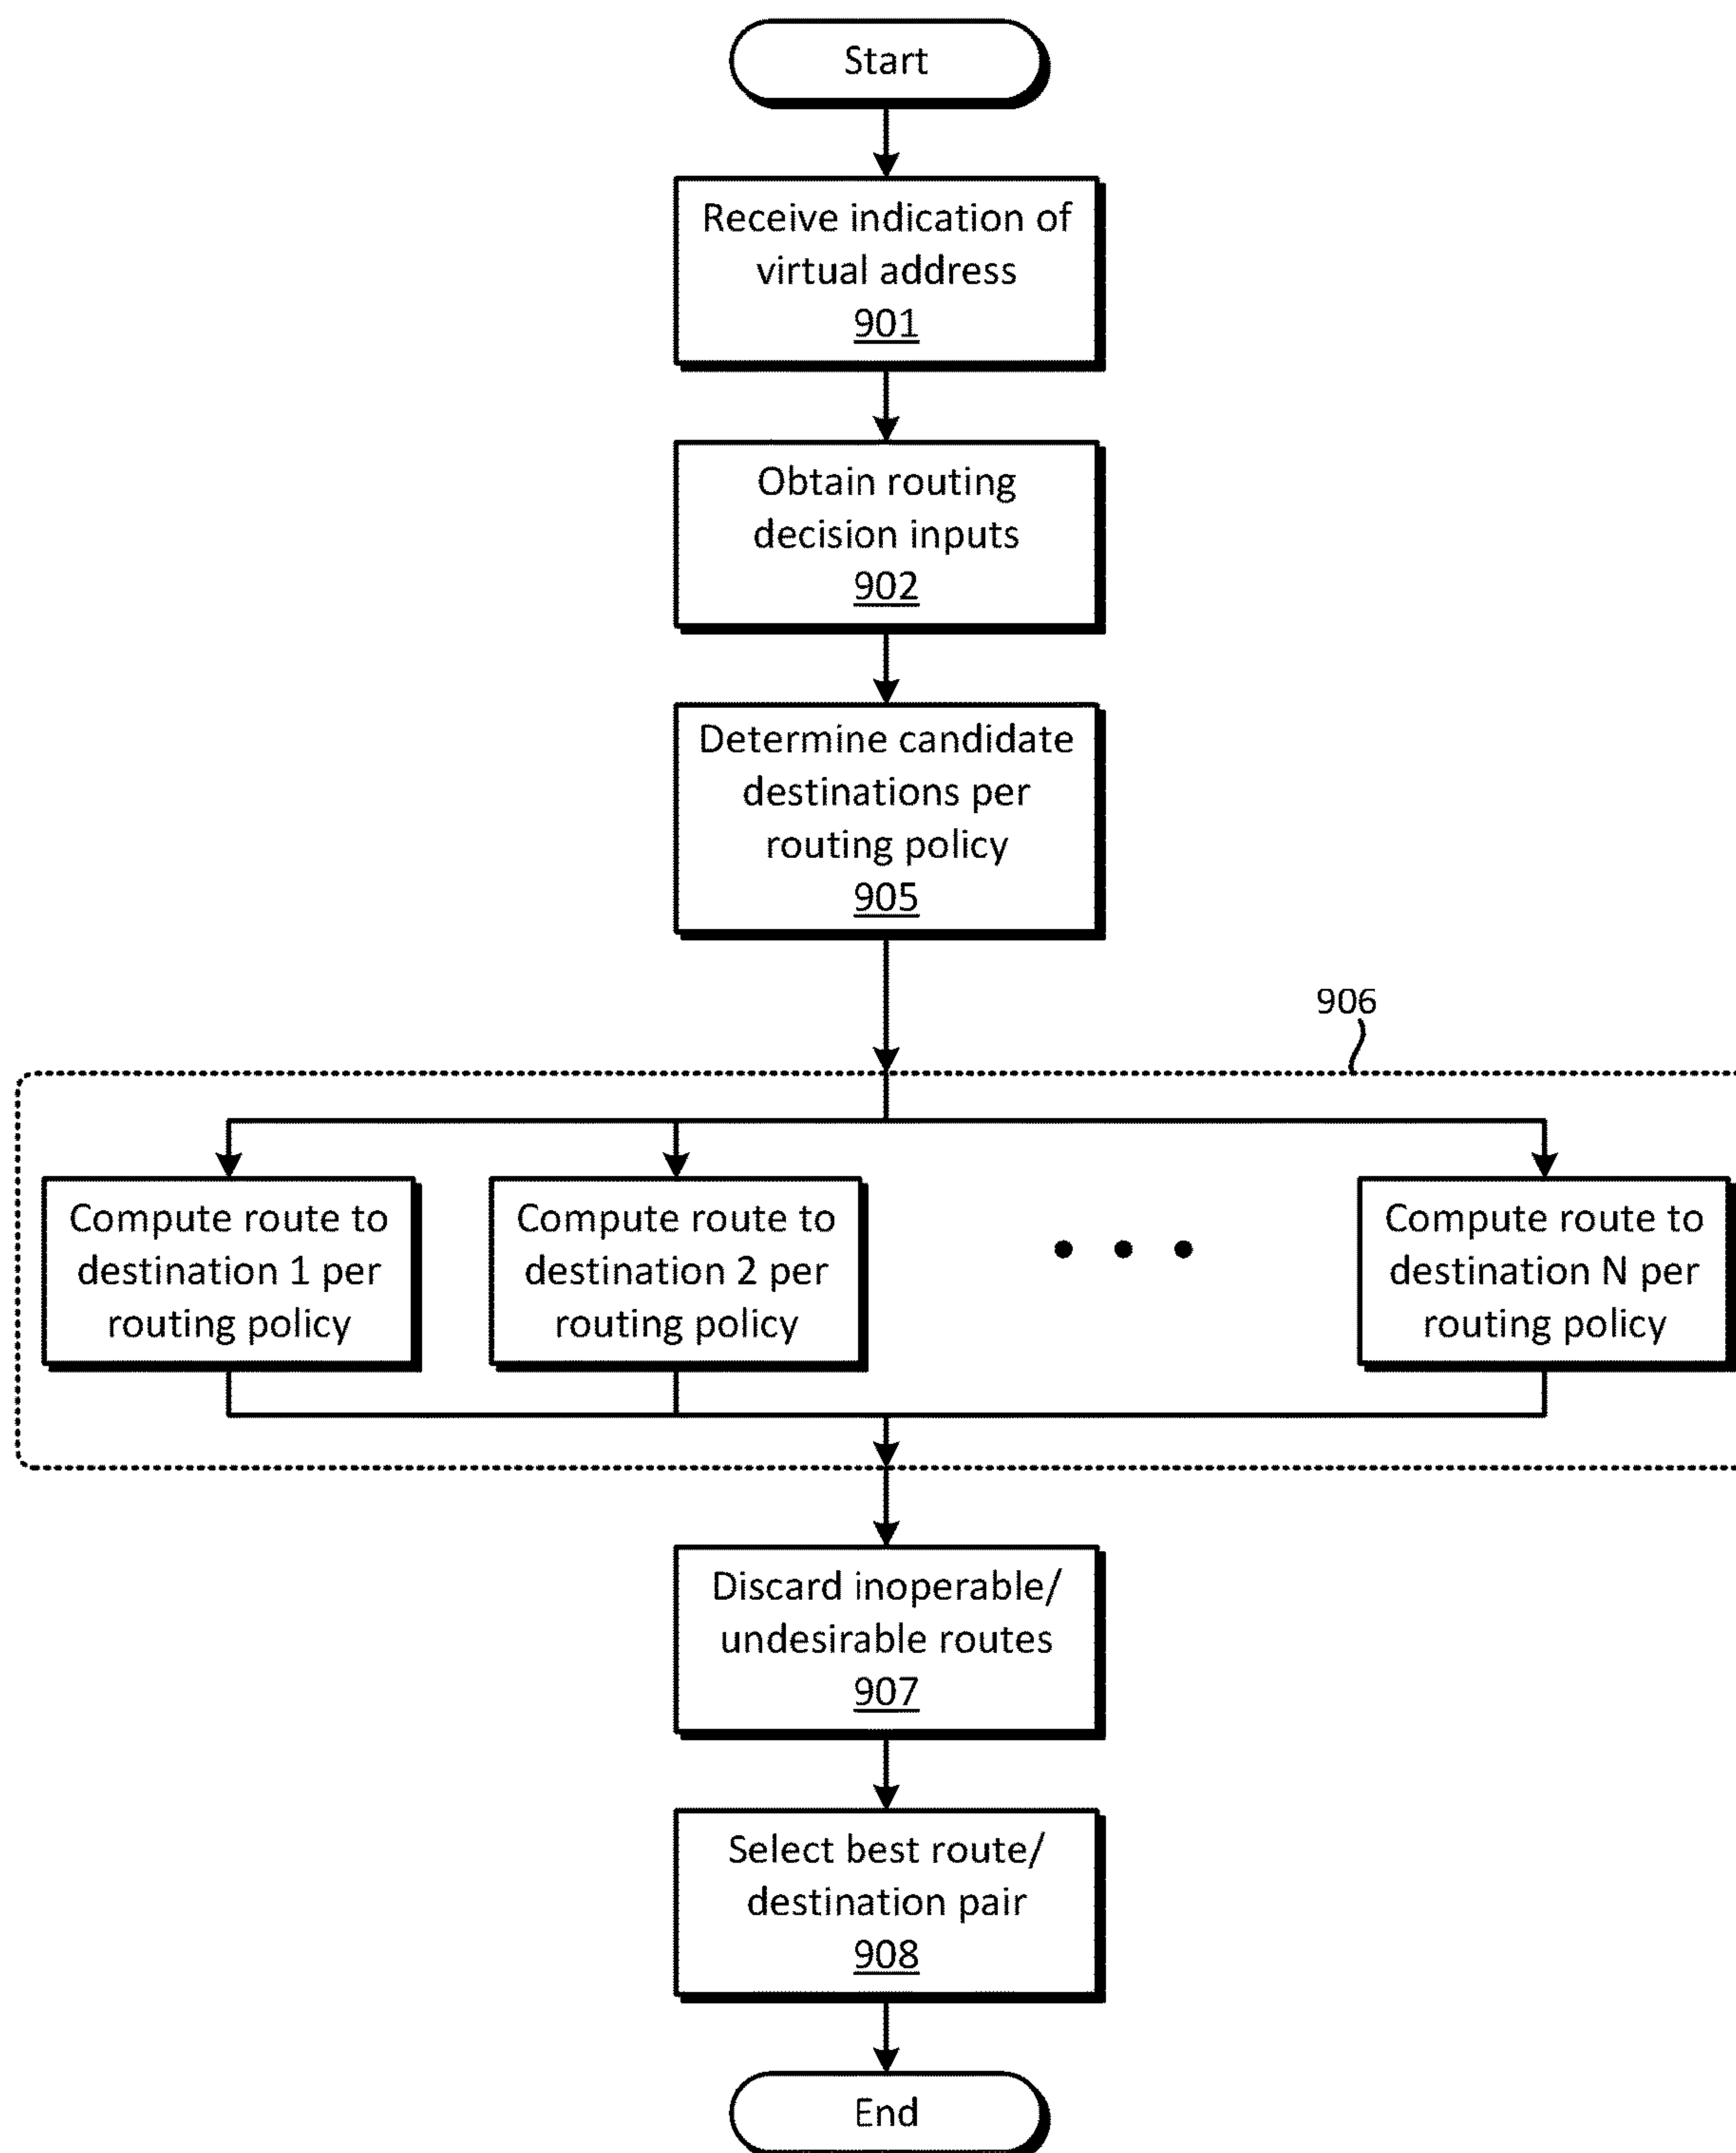 Start
Receive indication of
virtual address
901
Obtain routing
decision inputs
902
Determine candidate
destinations per
routing policy
905
906
Compute route to
destination 1 per
routing policy
Compute route to
destination 2 per
routing policy
• • •
Compute route to
destination N per
routing policy
Discard inoperable/
undesirable routes
907
Select best route/
destination pair
908
End